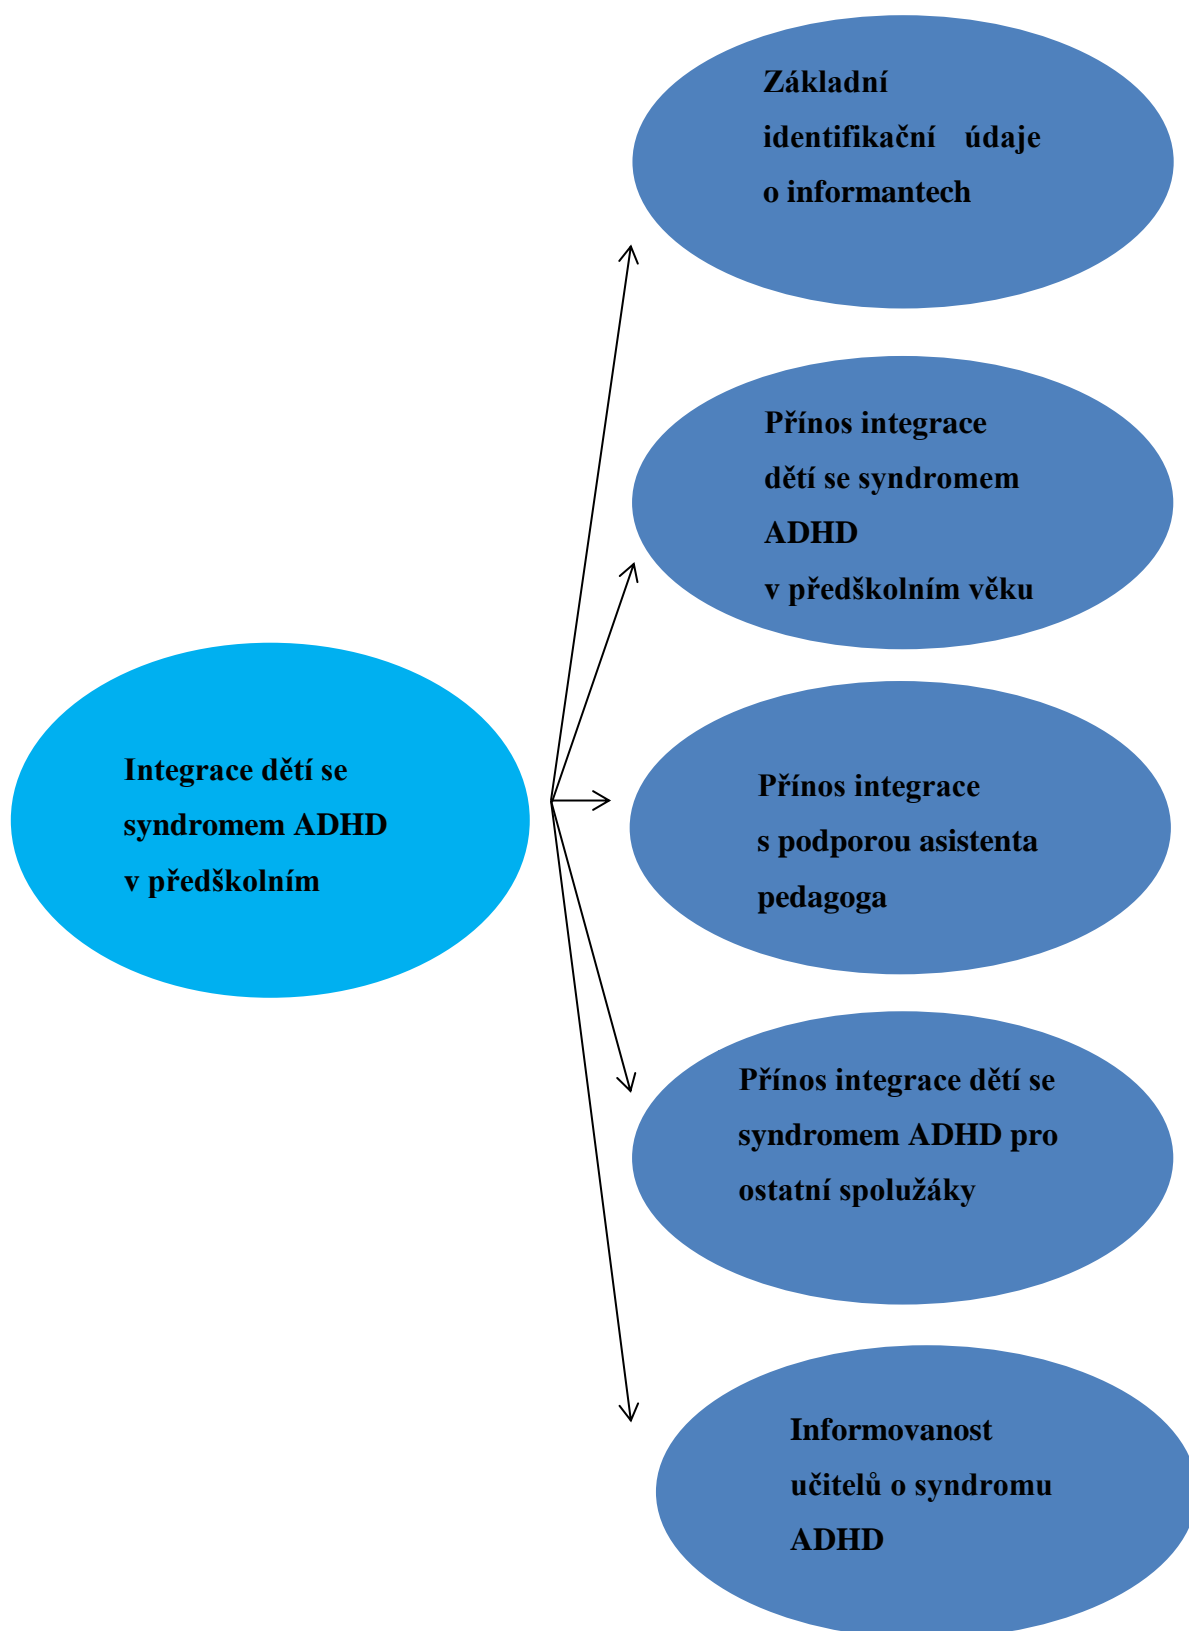 Základní
identifikační údaje
o informantech
Přínos integrace
dětí se syndromem
ADHD
v předškolním věku
Integrace dětí se
syndromem ADHD
v předškolním
Přínos integrace
s podporou asistenta
pedagoga
Přínos integrace dětí se
syndromem ADHD pro
ostatní spolužáky
Informovanost
učitelů o syndromu
ADHD